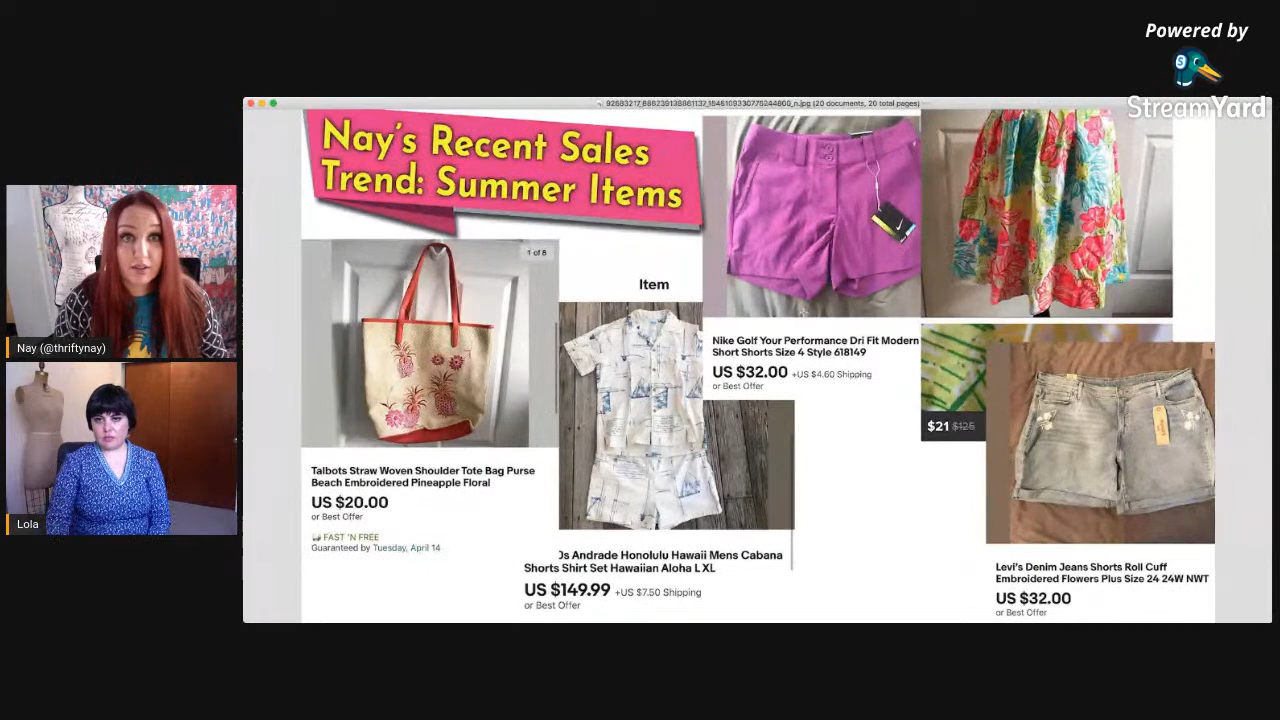 Powered by
StreamYard
Nay's Recent Sales
Trend: Summer Items
1 of 8
Item
Nike Golf Your Performance Dri Fit Modern
Short Shorts Size 4 Style 618149
US $32.00 +US $4.60 Shipping
or Best Offer
Nay (@thriftynay)
$21 $125
Talbots Straw Woven Shoulder Tote Bag Purse
Beach Embroidered Pineapple Floral
US $20.00
or Best Offer
FAST 'N FREE
Guaranteed by Tuesday, April 14
Lola
Andrade Honolulu Hawaii Mens Cabana
Shorts Shirt Set Hawaiian Aloha L XL
US $149.99 +US $7.50 Shipping
or Best Offer
Levi's Denim Jeans Shorts Roll Cuff
Embroidered Flowers Plus Size 24 24W NWT
US $32.00
or Best Offer